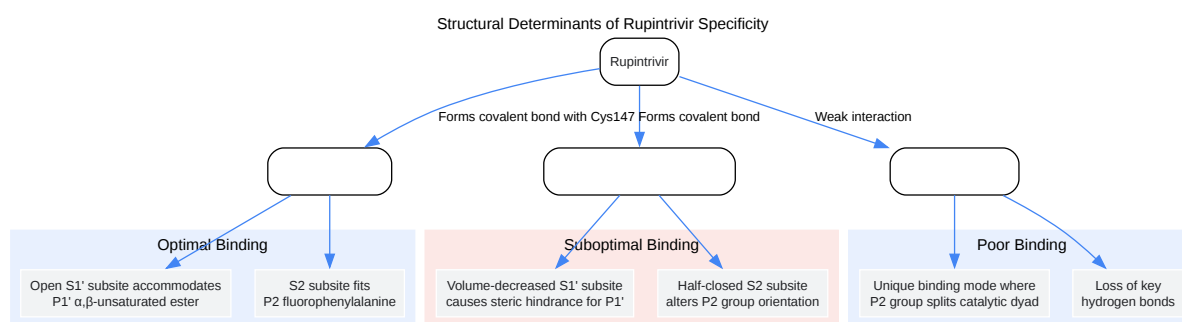 Structural Determinants of Rupintrivir Specificity
Rupintrivir
Forms covalent bond with Cys147
Forms covalent bond
Weak interaction
Optimal Binding
Suboptimal Binding
Poor Binding
Open S1' subsite accommodates
P1' α,β-unsaturated ester
S2 subsite fits
P2 fluorophenylalanine
Volume-decreased S1' subsite
causes steric hindrance for P1'
Half-closed S2 subsite
alters P2 group orientation
Unique binding mode where
P2 group splits catalytic dyad
Loss of key
hydrogen bonds